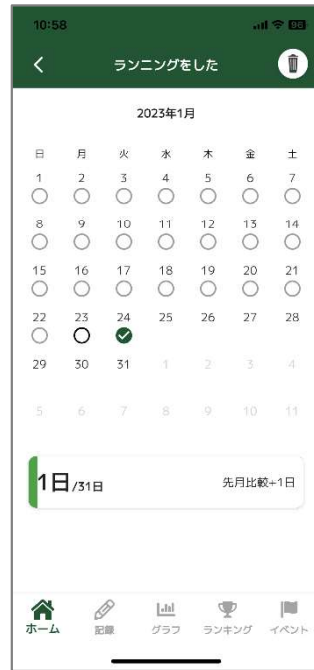 10:58
98
ランニングをした
2023年1月
日 月 火 水 木 金 土
1 2 3 4 5 6 7
8 9 10 11 12 13 14
15 16 17 18 19 20 21
22 23 24 25 26 27 28
29 30 31 1 2 3 4
5 6 7 8 9 10 11
1日/31日 先月比較+1日
ホーム 記録 グラフ ランキング イベント